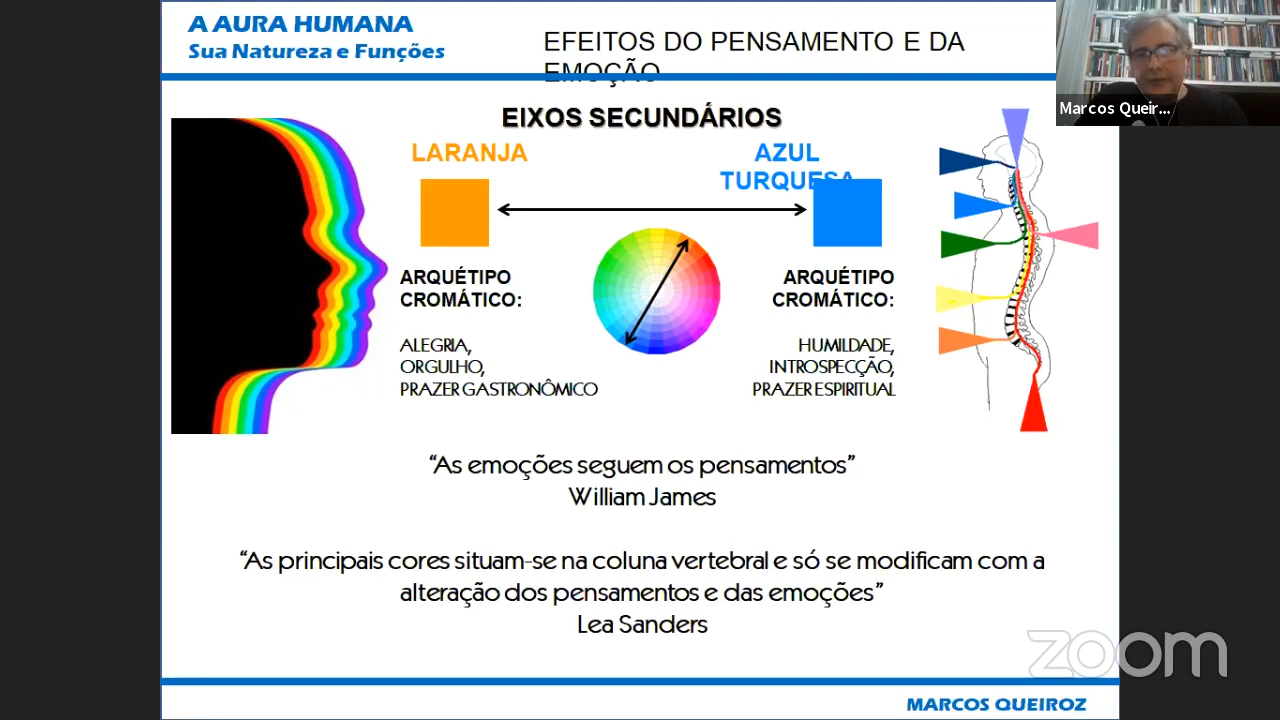 A AURA HUMANA
Sua Natureza e Funções
EFEITOS DO PENSAMENTO E DA
EMOÇÃO
Marcos Queir...
EIXOS SECUNDÁRIOS
LARANJA
AZUL
TURQUESA
ARQUÉTIPO
CROMÁTICO:
ALEGRIA,
ORGULHO,
PRAZER GASTRONÔMICO
ARQUÉTIPO
CROMÁTICO:
HUMILDADE,
INTROSPECÇÃO,
PRAZER ESPIRITUAL
“As emoções seguem os pensamentos”
William James
“As principais cores situam-se na coluna vertebral e só se modificam com a
alteração dos pensamentos e das emoções”
Lea Sanders
zoom
MARCOS QUEIROZ